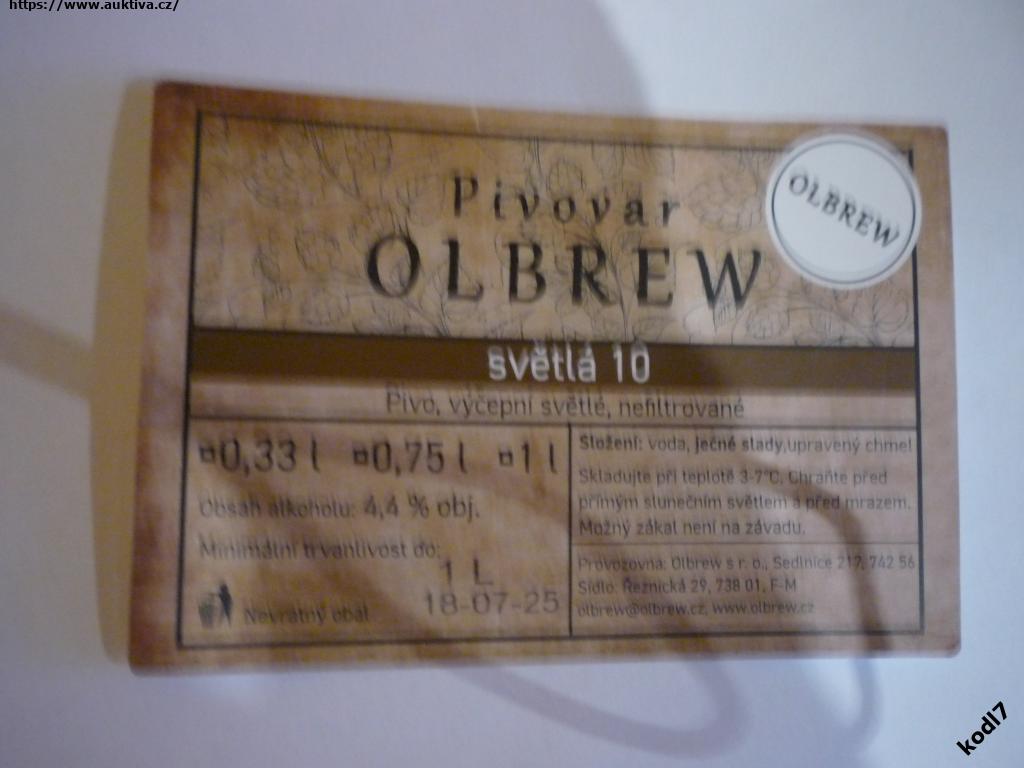 https://www.auktiva.cz/
Pivovar
OLBREW
OLBREW
světlá 10
Pivo, výčepní světlé, nefiltrované
0,33 l 0,75 l 1 l
Obsah alkoholu: 4,4 % obj.
Minimální trvanlivost do:
1 L
18-07-25
Nevratný obal
Složení: voda, ječné slady,upravený chmel
Skladujte při teplotě 3-7°C. Chraňte před
přímým slunečním světlem a před mrazem.
Možný zákal není na závadu.
Provozovna: Olbrew s r. o., Sedlnice 217, 742 56
Sídlo: Řeznická 29, 738 01, F-M
olbrew@olbrew.cz, www.olbrew.cz
kodl7